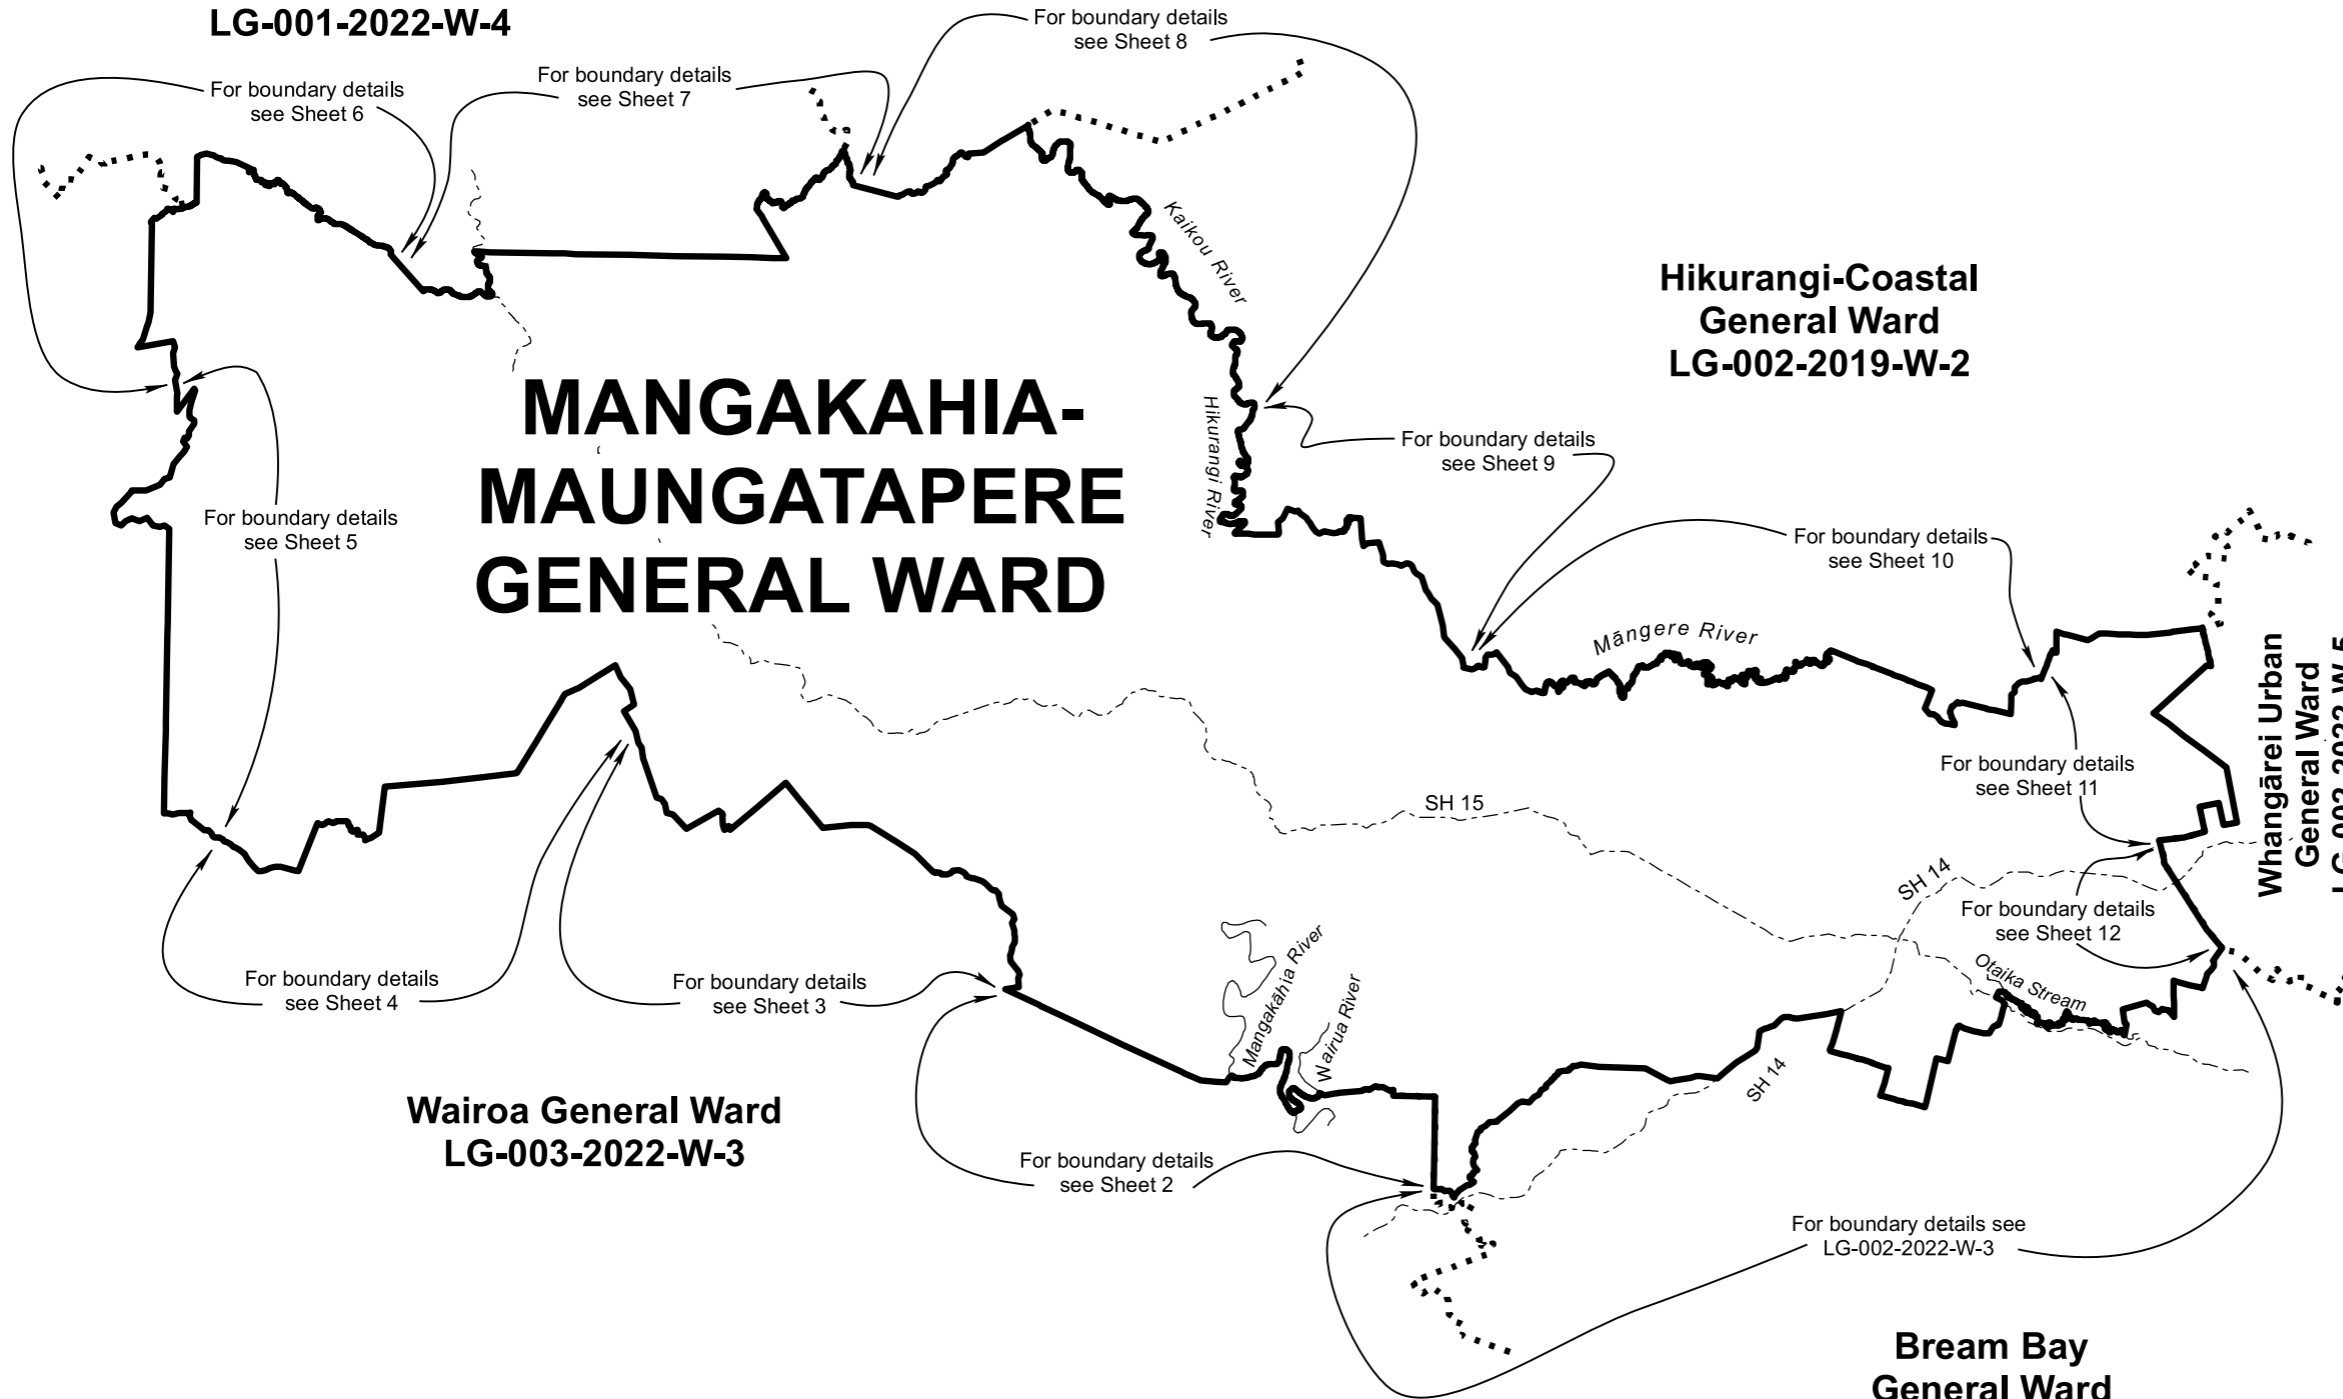 LG-001-2022-W-4
For boundary details
see Sheet 8
For boundary details
see Sheet 7
For boundary details
see Sheet 6
Kaikou River
Hikurangi-Coastal
General Ward
LG-002-2019-W-2
MANGAKAHIA-
MAUNGATAPERE
GENERAL WARD
Hikurangi River
For boundary details
see Sheet 9
For boundary details
see Sheet 5
For boundary details
see Sheet 10
Māngere River
Whangārei Urban
General Ward
LG-002-2022-W-5
For boundary details
see Sheet 11
SH 15
SH 14
For boundary details
see Sheet 12
Otaika Stream
For boundary details
see Sheet 4
For boundary details
see Sheet 3
Mangakāhia River
Wairua River
SH 14
Wairoa General Ward
LG-003-2022-W-3
For boundary details
see Sheet 2
For boundary details see
LG-002-2022-W-3
Bream Bay
General Ward